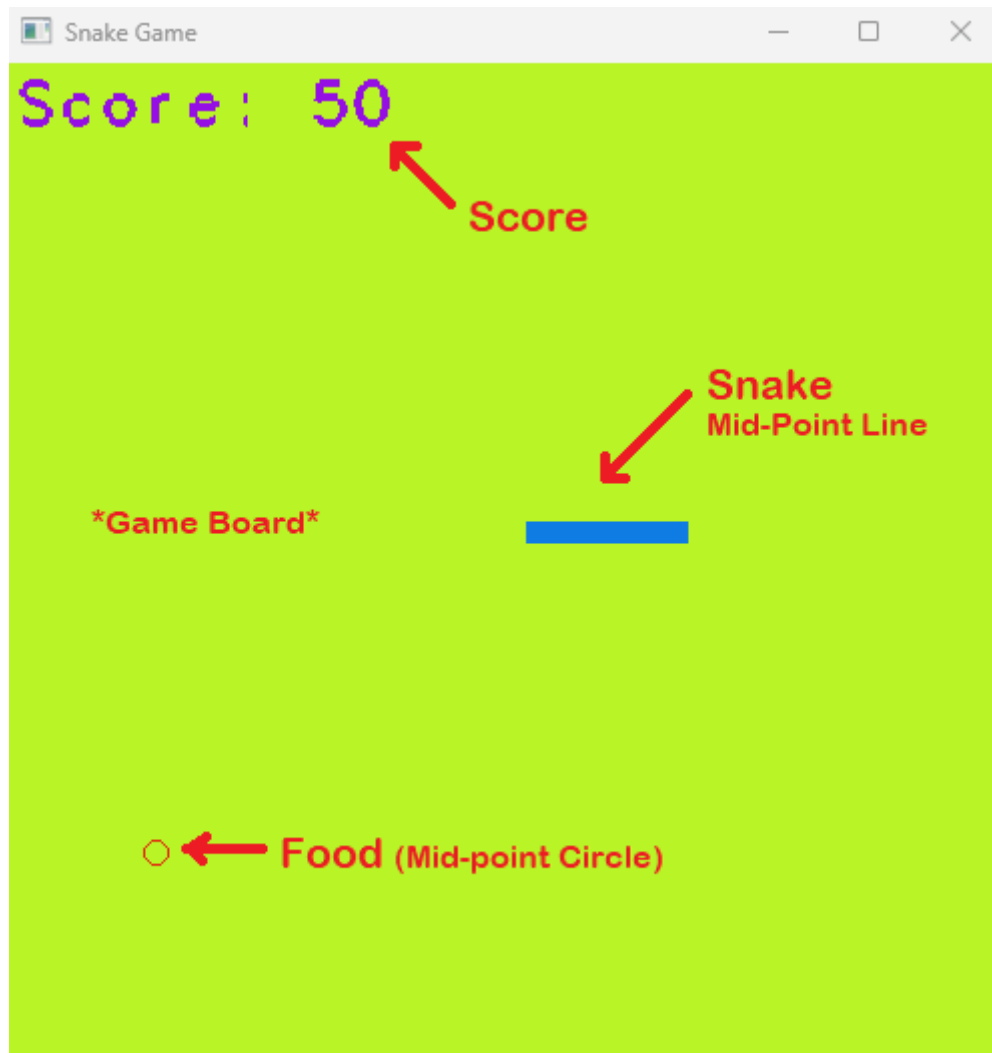 Snake Game
Score: 50
Score
Snake
Mid-Point Line
*Game Board*
Food (Mid-point Circle)